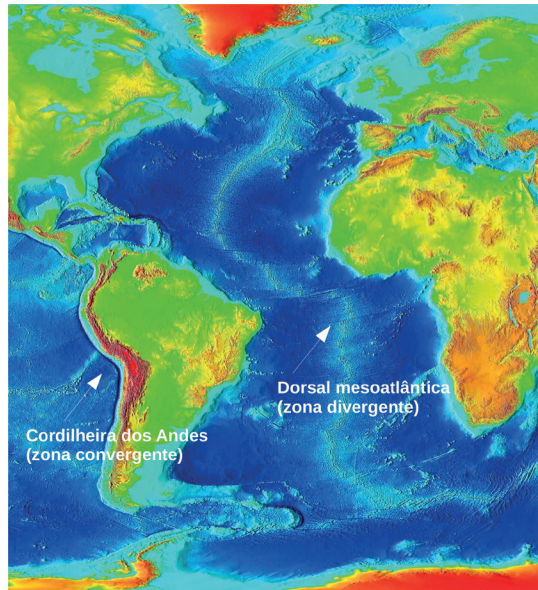 Dorsal mesoatlântica
(zona divergente)
Cordilheira dos Andes
(zona convergente)